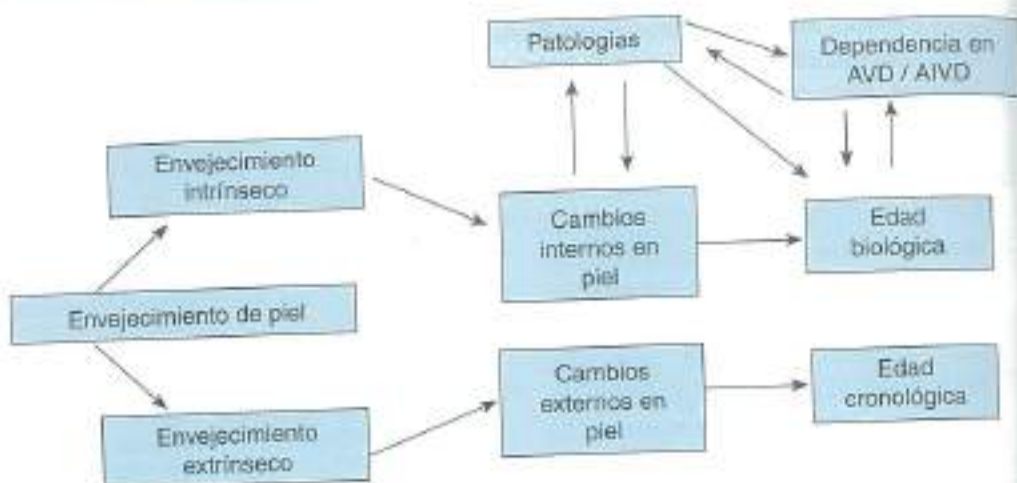 Patologías
Dependencia en
AVD / AIVD
Envejecimiento
intrínseco
Cambios
internos en
piel
Edad
biológica
Envejecimiento de piel
Cambios
externos en
piel
Edad
cronológica
Envejecimiento
extrínseco